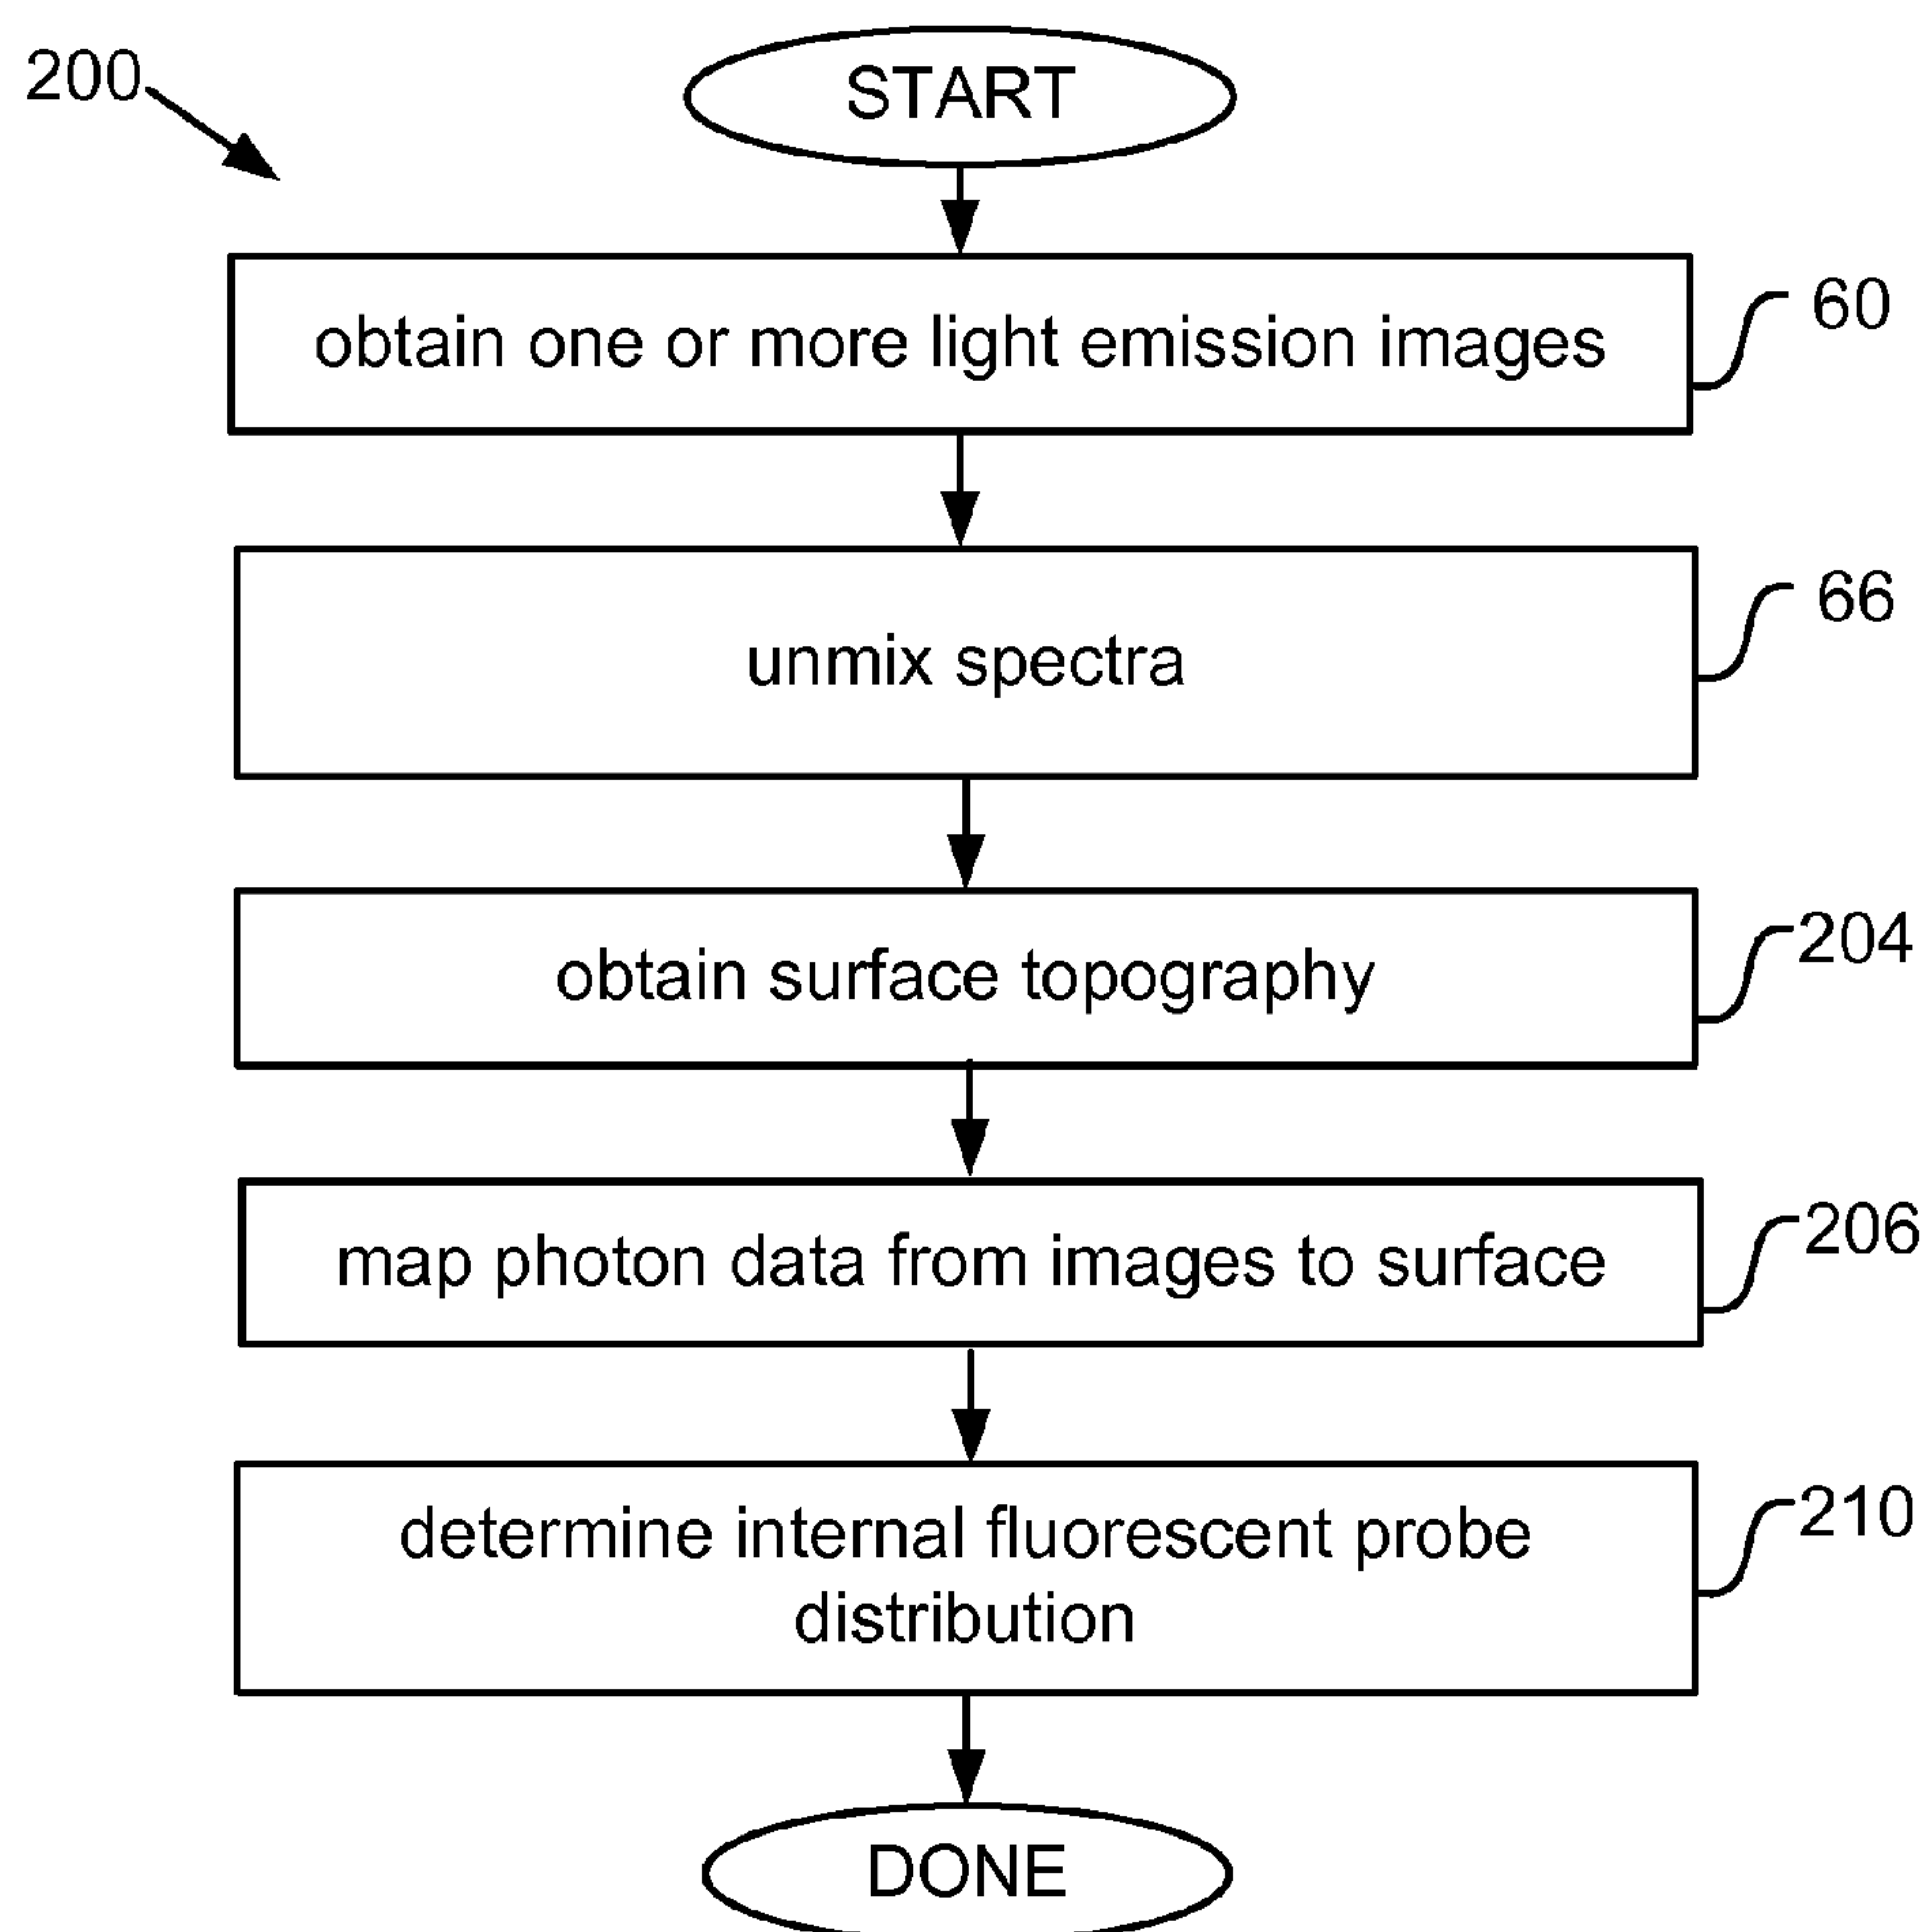 200
START
obtain one or more light emission images
60
unmix spectra
66
obtain surface topography
204
map photon data from images to surface
206
determine internal fluorescent probe
distribution
210
DONE